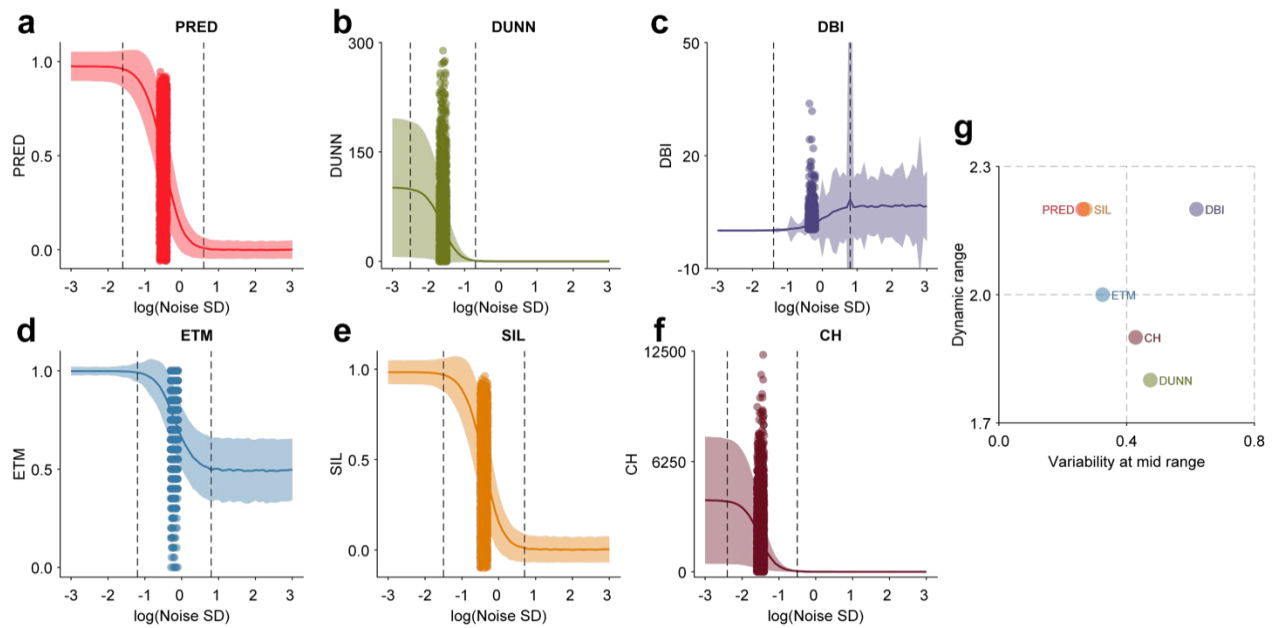 a
PRED
PRED
1.0
0.5
0.0
-3 -2 -1 0 1 2 3
log(Noise SD)
b
DUNN
DUNN
300
150
0
-3 -2 -1 0 1 2 3
log(Noise SD)
c
DBI
DBI
50
20
-10
-3 -2 -1 0 1 2 3
log(Noise SD)
d
ETM
ETM
1.0
0.5
0.0
-3 -2 -1 0 1 2 3
log(Noise SD)
e
SIL
SIL
1.0
0.5
0.0
-3 -2 -1 0 1 2 3
log(Noise SD)
f
CH
CH
12500
6250
0
-3 -2 -1 0 1 2 3
log(Noise SD)
g
Dynamic range
2.3
2.0
1.7
PRED SIL
DBI
ETM
CH
DUNN
0.0 0.4 0.8
Variability at mid range